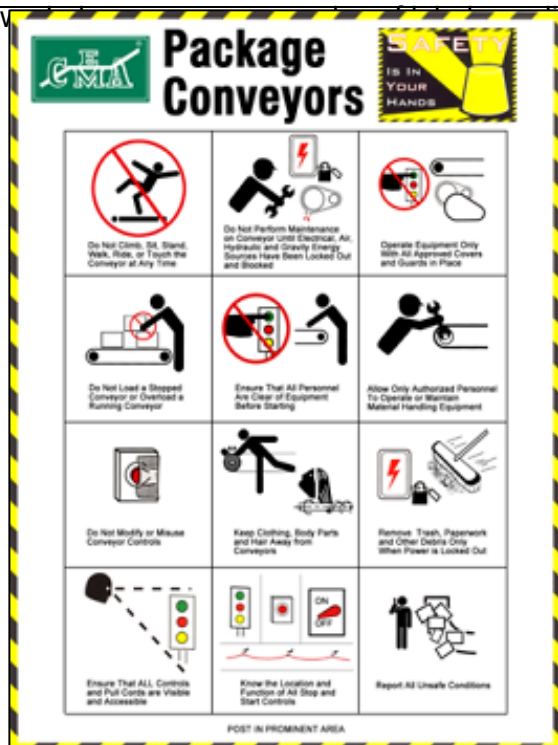 CEMA
Package
Conveyors
SAFETY
IS IN
YOUR
HANDS
Do Not Climb, Sit, Stand,
Walk, Ride, or Touch the
Conveyor at Any Time
Do Not Perform Maintenance
on Conveyor Until Electrical, Air,
Hydraulic and Gravity Energy
Sources Have Been Locked Out
and Blocked
Operate Equipment Only
With All Approved Covers
and Guards in Place
Do Not Load a Stopped
Conveyor or Overload a
Running Conveyor
Ensure That All Personnel
Are Clear of Equipment
Before Starting
Allow Only Authorized Personnel
To Operate or Maintain
Material Handling Equipment
Do Not Modify or Misuse
Conveyor Controls
Keep Clothing, Body Parts
and Hair Away from
Conveyors
Remove Trash, Paperwork
and Other Debris Only
When Power is Locked Out
Ensure That ALL Controls
and Pull Cords are Visible
and Accessible
ON
OFF
Know the Location and
Function of All Stop and
Start Controls
Report All Unsafe Conditions
POST IN PROMINENT AREA